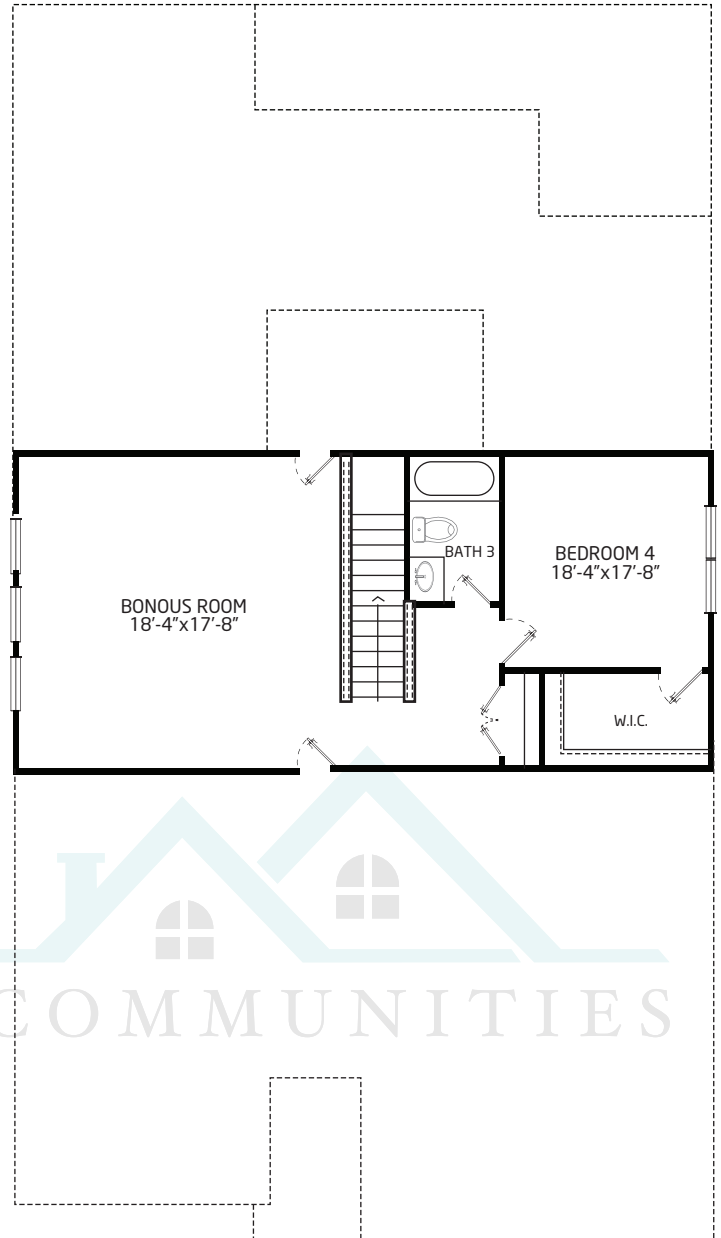 BATH 3
BEDROOM 4
18'-4"x17'-8"
BONOUS ROOM
18'-4"x17'-8"
W.I.C.
COMMUNITIES